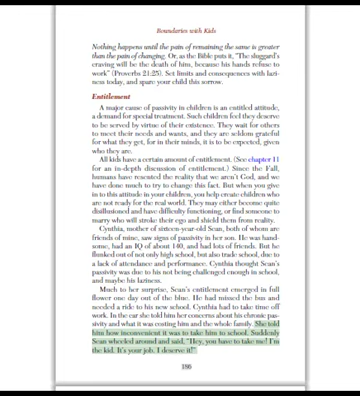 Boundaries with Kids
Nothing happens until the pain of remaining the same is greater
than the pain of changing. Or, as the Bible puts it, "The sluggard's
craving will be the death of him, because his hands refuse to
work" (Proverbs 21:25). Set limits and consequences with lazi-
ness today, and spare your child this sorrow.
Entitlement
A major cause of passivity in children is an entitled attitude,
a demand for special treatment. Such children feel they deserve
to be served by virtue of their existence. They wait for others
to meet their needs and wants, and they are seldom grateful
for what they get, for in their minds, it is to be expected, given
who they are.
All kids have a certain amount of entitlement. (See chapter 11
for an in-depth discussion of entitlement.) Since the Fall,
humans have resented the reality that we aren't God, and we
have done much to try to change this fact. But when you give
in to this attitude in your children, you help create children who
are not ready for the real world. They may either become quite
disillusioned and have difficulty functioning, or find someone to
marry who will stroke their ego and shield them from reality.
Cynthia, mother of sixteen-year-old Sean, both of whom are
friends of mine, saw signs of passivity in her son. He was hand-
some, had an IQ of about 140, and had lots of friends. But he
flunked out of not only high school, but also trade school, due to
a lack of attendance and performance. Cynthia thought Sean's
passivity was due to his not being challenged enough in school,
and maybe his laziness.
Much to her surprise, Sean's entitlement emerged in full
flower one day out of the blue. He had missed the bus and
needed a ride to his new school. Cynthia had to take time off
work. In the car she told him her concerns about his chronic pas-
sivity and what it was costing him and the whole family. She told
him how inconvenient it was to take him to school. Suddenly
Sean wheeled around and said, "Hey, you have to take me! I'm
the kid. It's your job. I deserve it!"
186